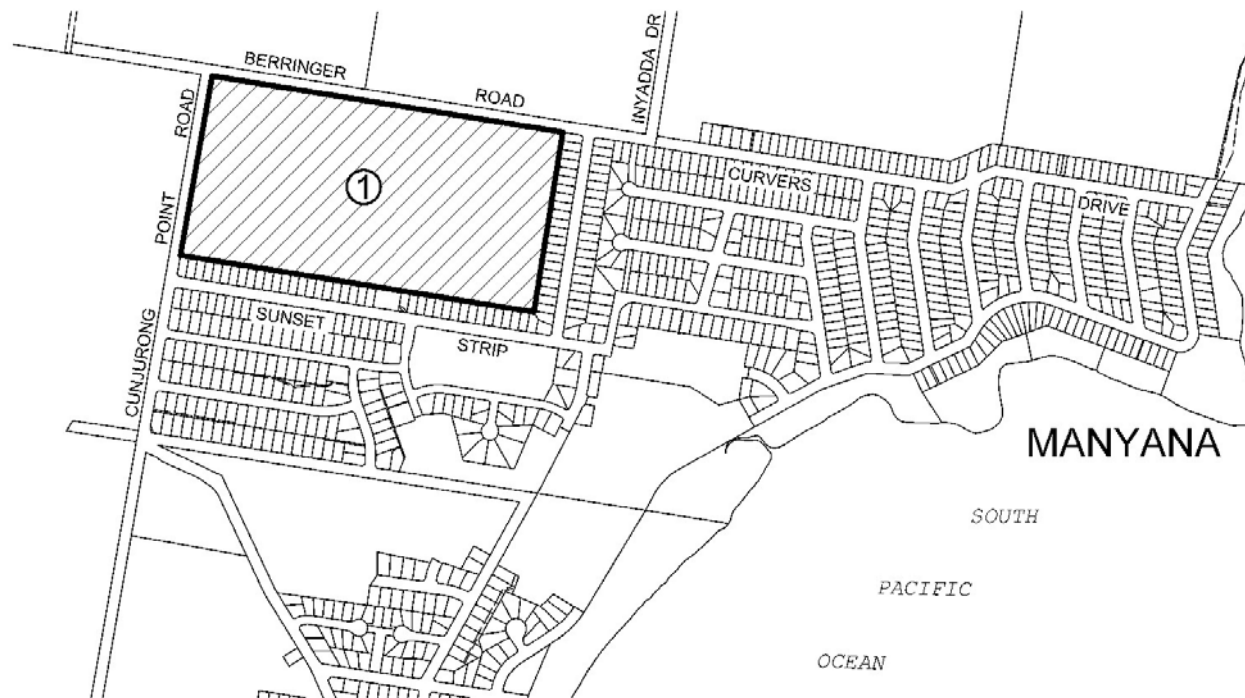 BERRINGER
ROAD
INYADDA DR
ROAD
POINT
CUNJURONG
①
CURVERS
DRIVE
SUNSET
STRIP
MANYANA
SOUTH
PACIFIC
OCEAN